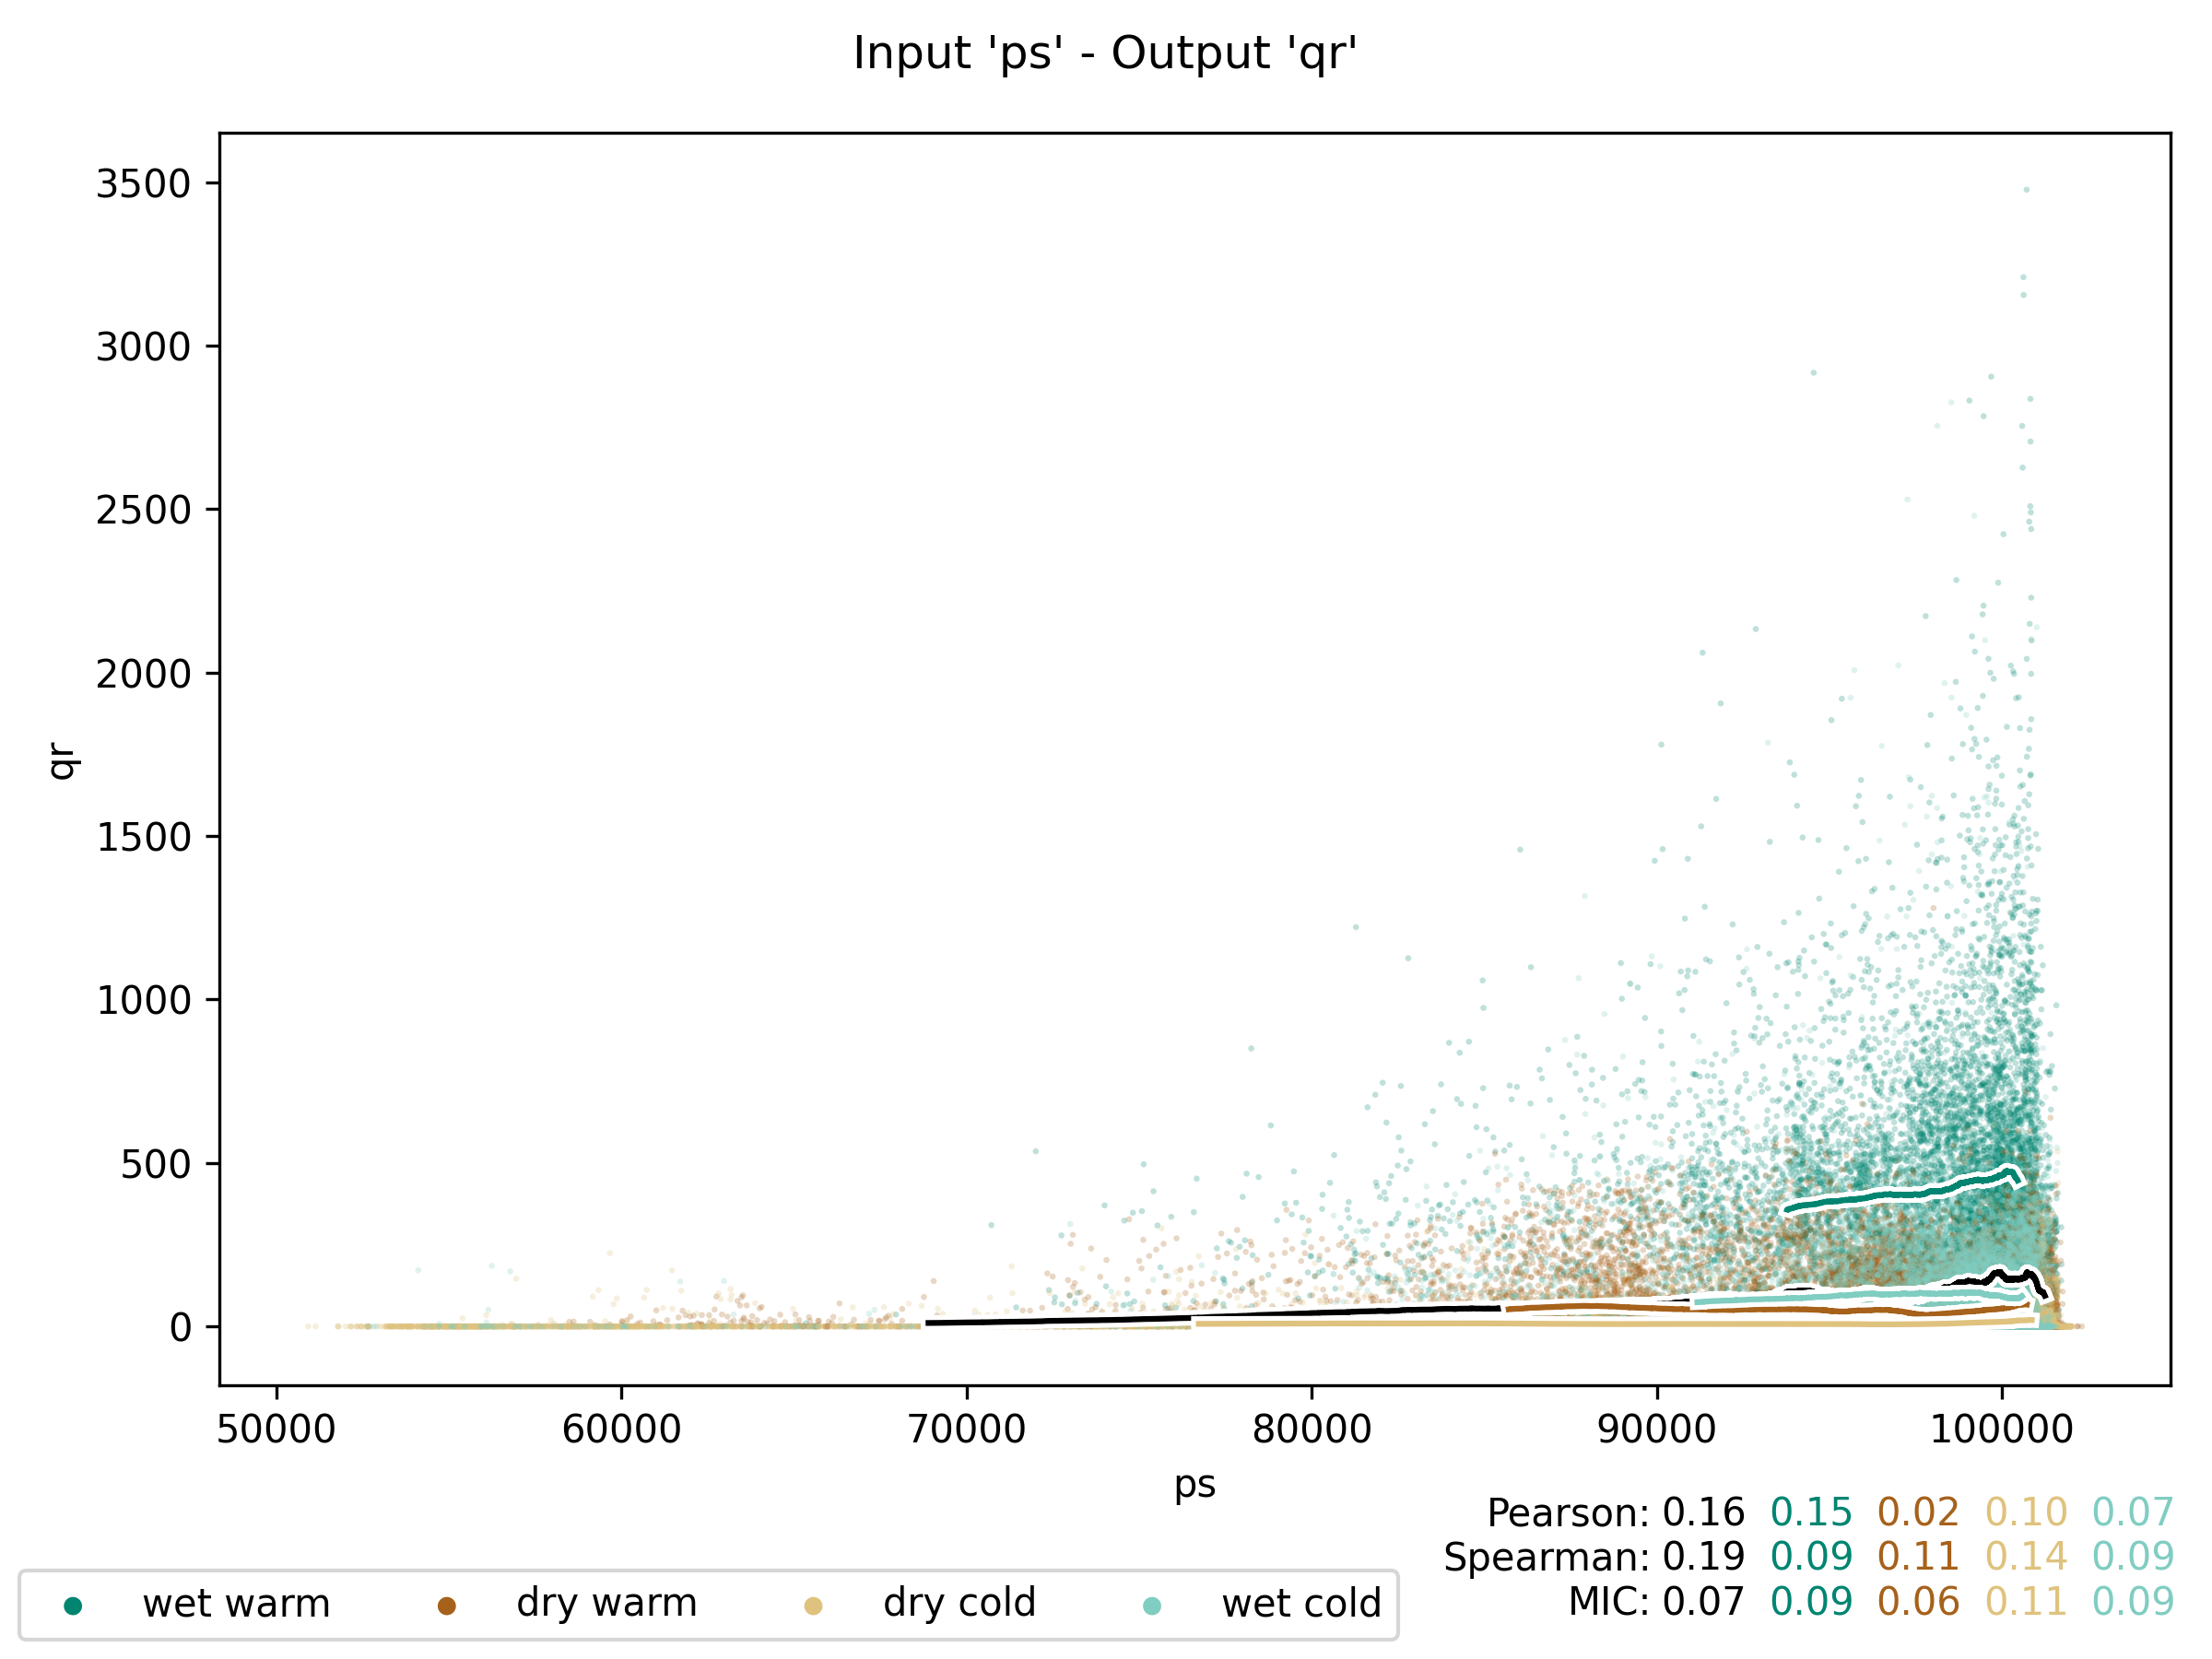 Input 'ps' - Output 'qr'
3500
3000
2500
2000
1500
1000
500
0
qr
50000 60000 70000 80000 90000 100000
ps
Pearson: 0.16 0.15 0.02 0.10 0.07
Spearman: 0.19 0.09 0.11 0.14 0.09
MIC: 0.07 0.09 0.06 0.11 0.09
wet warm dry warm dry cold wet cold